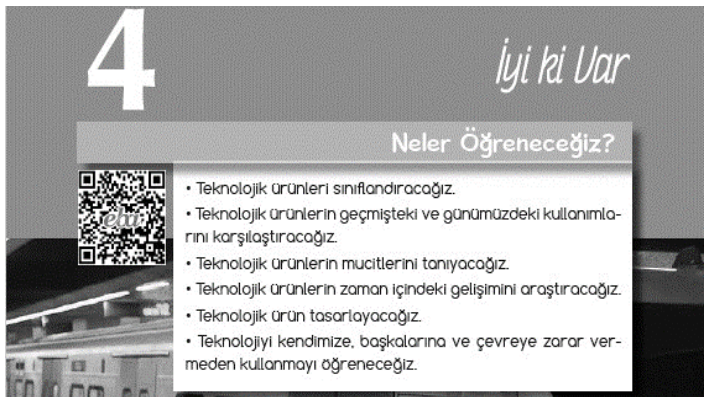 4
İyi ki Var
Neler Öğreneceğiz?
eba
• Teknolojik ürünleri sınıflandıracağız.
• Teknolojik ürünlerin geçmişteki ve günümüzdeki kullanımla-
rını karşılaştıracağız.
• Teknolojik ürünlerin mucitlerini tanıyacağız.
• Teknolojik ürünlerin zaman içindeki gelişimini araştıracağız.
• Teknolojik ürün tasarlayacağız.
• Teknolojiyi kendimize, başkalarına ve çevreye zarar ver-
meden kullanmayı öğreneceğiz.